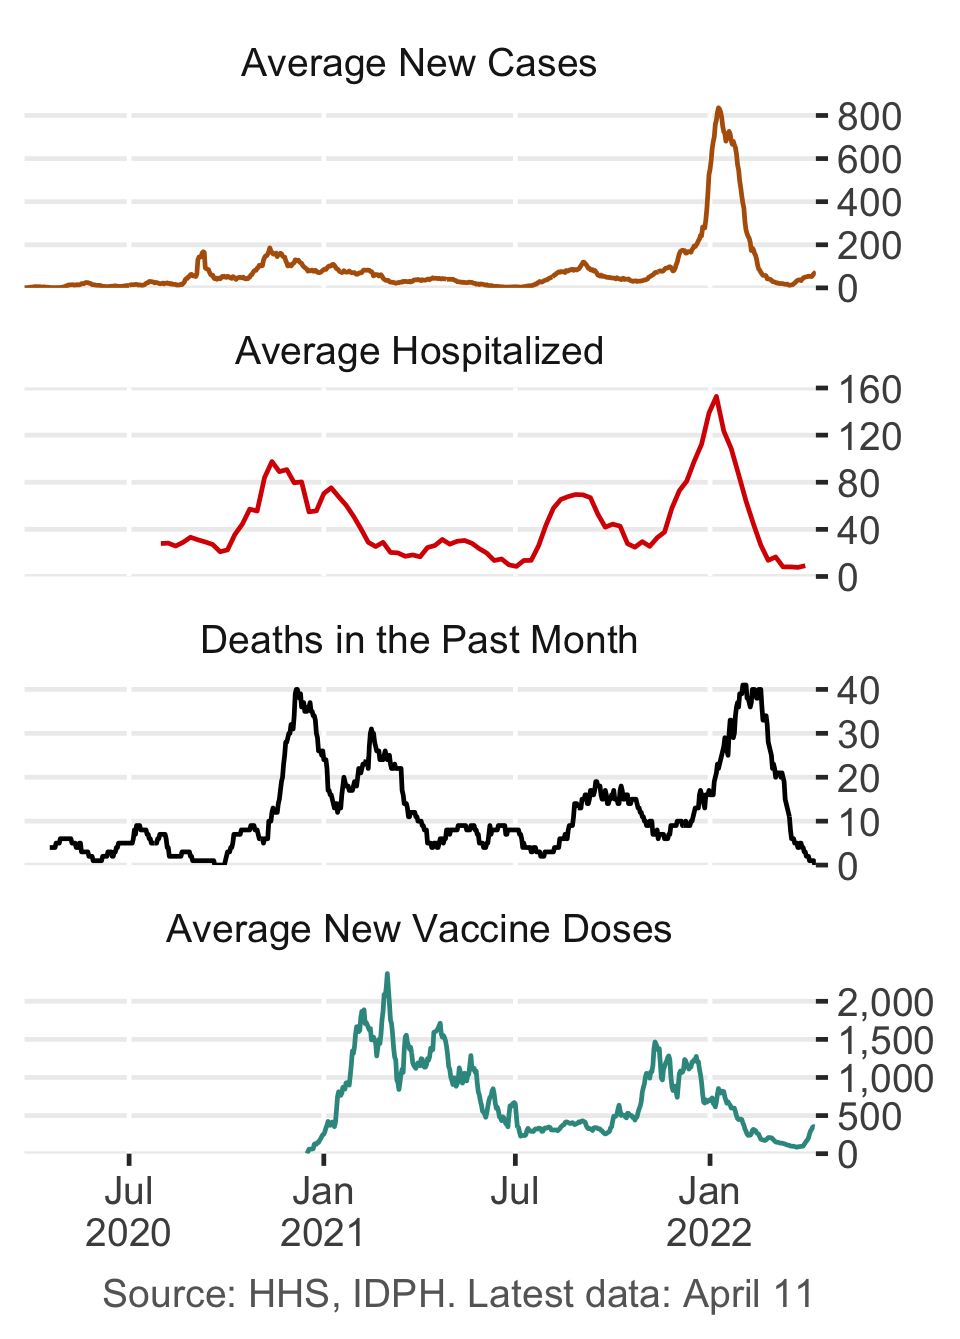 Average New Cases
800
600
400
200
0
Average Hospitalized
160
120
80
40
0
Deaths in the Past Month
40
30
20
10
0
Average New Vaccine Doses
2,000
1,500
1,000
500
0
Jul Jan Jul Jan
2020 2021 2022
Source: HHS, IDPH. Latest data: April 11